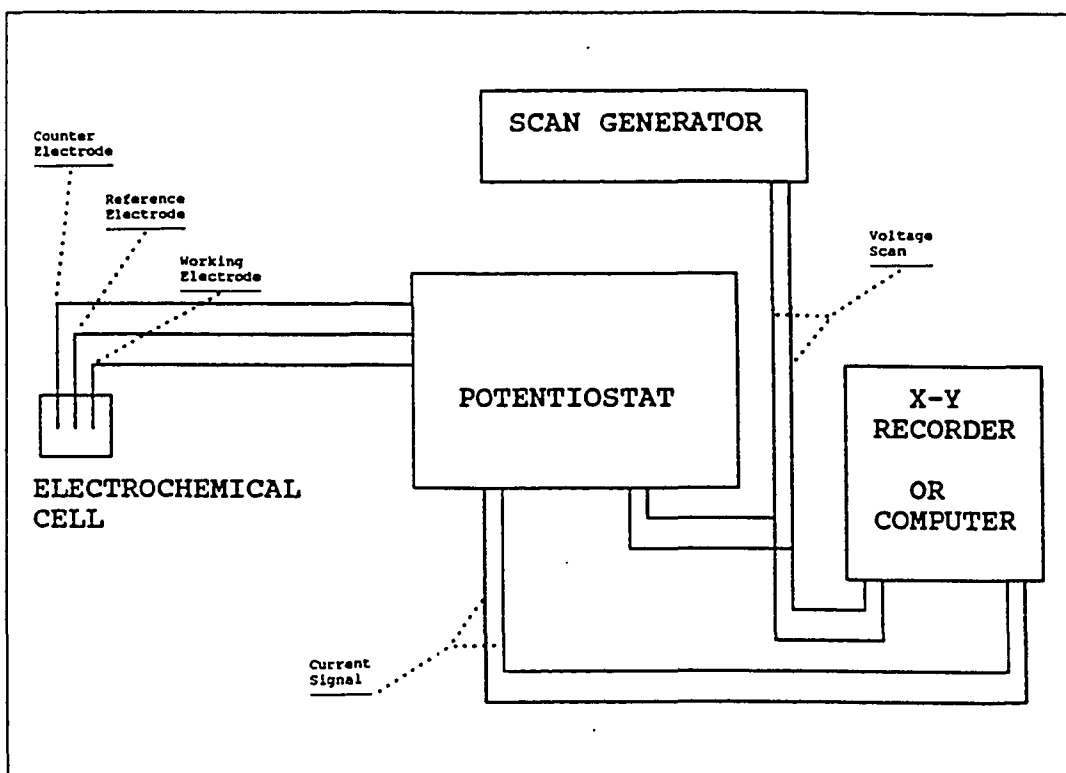 SCAN GENERATOR
Counter
Electrode
Reference
Electrode
Working
Electrode
Voltage
Scan
POTENTIOSTAT
X-Y
RECORDER
OR
COMPUTER
ELECTROCHEMICAL
CELL
Current
Signal